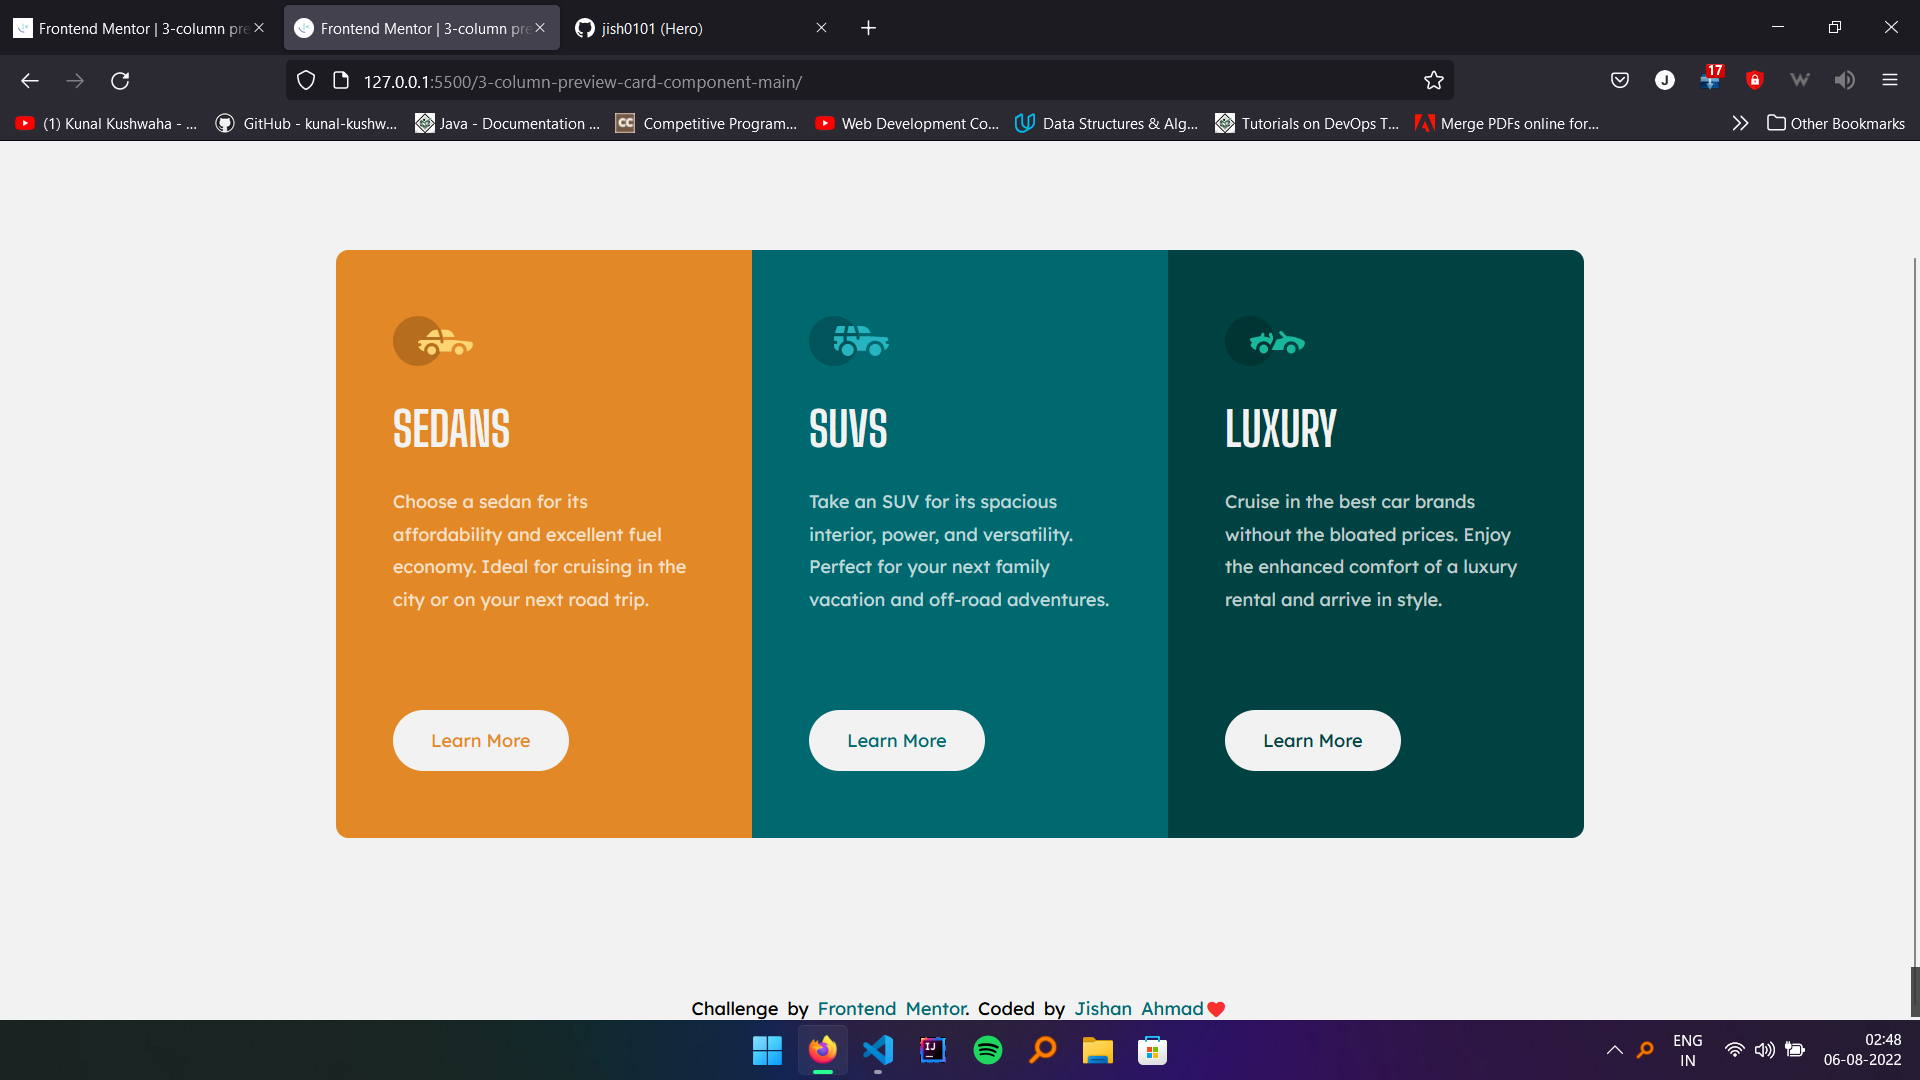 Frontend Mentor | 3-column pre
Frontend Mentor | 3-column pre
jish0101 (Hero)
127.0.0.1:5500/3-column-preview-card-component-main/
J
17
(1) Kunal Kushwaha - ...
GitHub - kunal-kushw...
Java - Documentation ...
CC
Competitive Program...
Web Development Co...
Data Structures & Alg...
Tutorials on DevOps T...
Merge PDFs online for...
Other Bookmarks
SEDANS
Choose a sedan for its
affordability and excellent fuel
economy. Ideal for cruising in the
city or on your next road trip.
Learn More
SUVS
Take an SUV for its spacious
interior, power, and versatility.
Perfect for your next family
vacation and off-road adventures.
Learn More
LUXURY
Cruise in the best car brands
without the bloated prices. Enjoy
the enhanced comfort of a luxury
rental and arrive in style.
Learn More
Challenge by Frontend Mentor. Coded by Jishan Ahmad
IJ
ENG
IN
02:48
06-08-2022